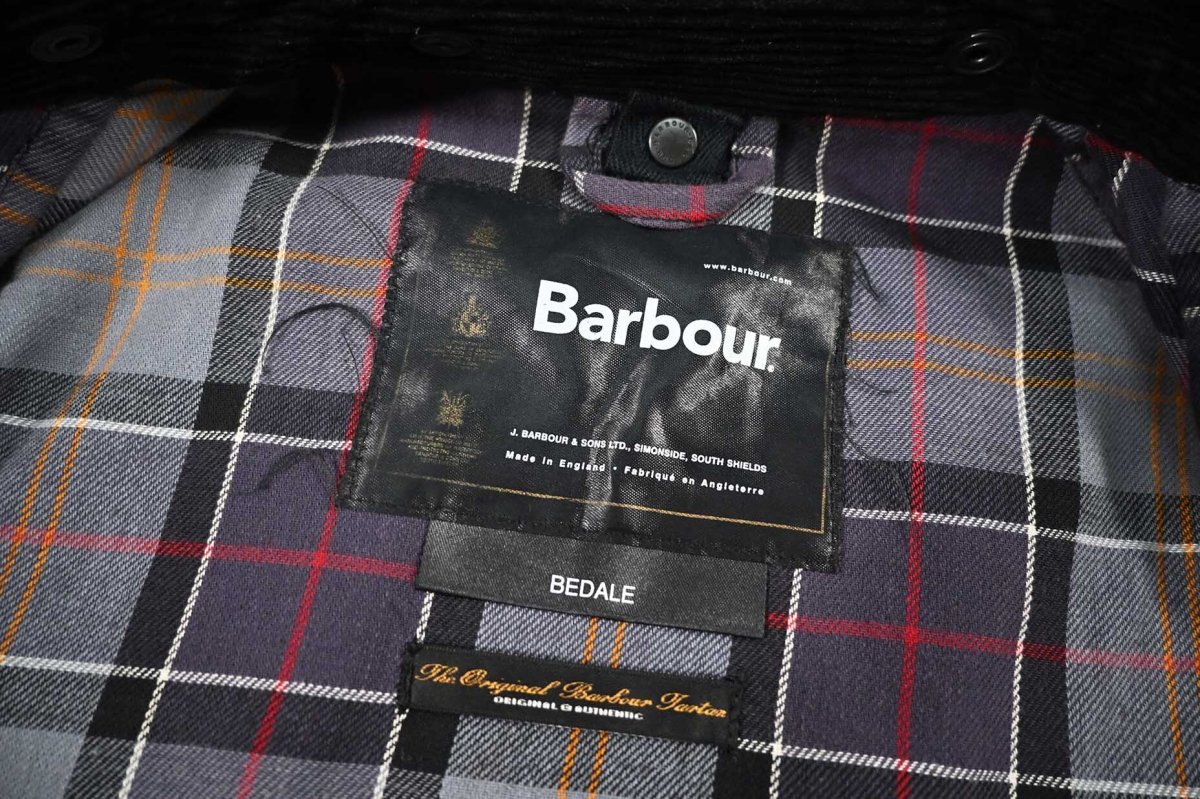 BARBOUR
www.barbour.com
Barbour.
J. BARBOUR & SONS LTD., SIMONSIDE, SOUTH SHIELDS
Made in England • Fabriqué en Angleterre
BEDALE
The Original Barbour Tartan
ORIGINAL & AUTHENTIC